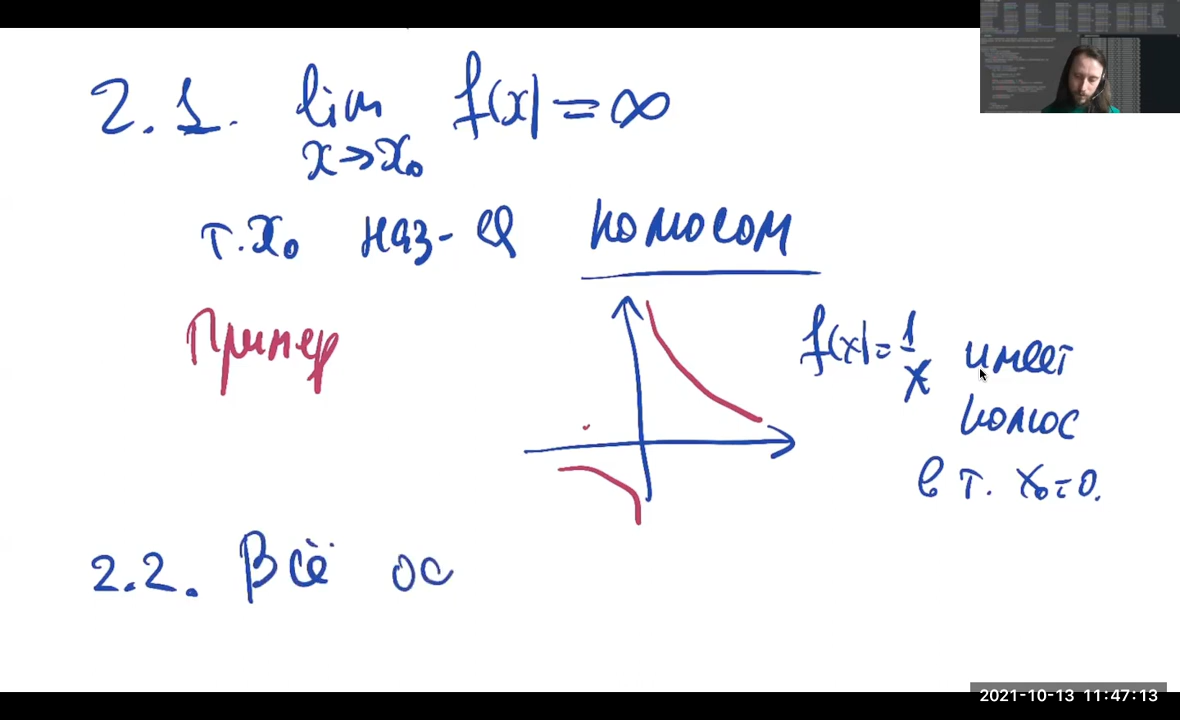 2.1. lim f(x) = ∞
x→x₀
т. x₀ наз-ся полюсом
Пример
f(x) = 1/x имеет
полюс
в т. x₀ = 0.
2.2. Всё ос
2021-10-13 11:47:13